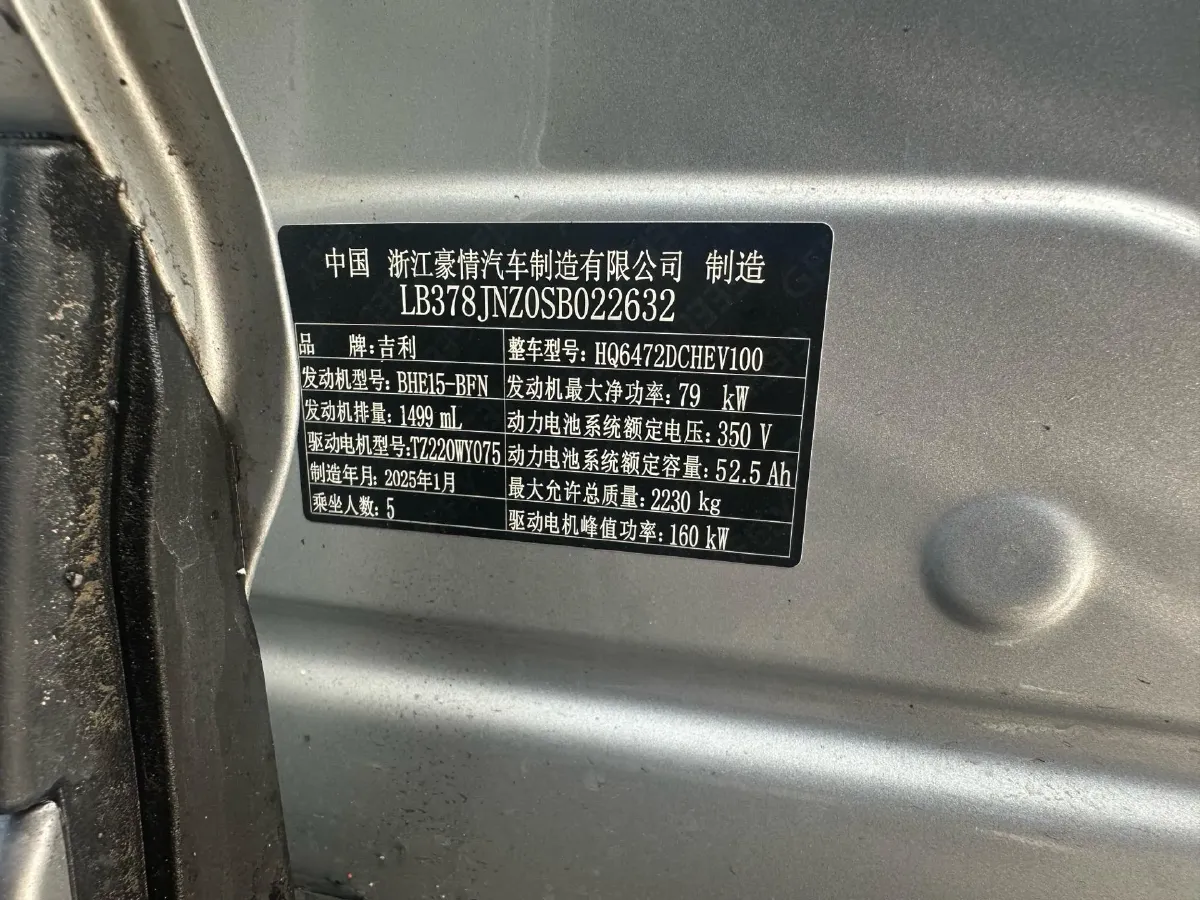 中国 浙江豪情汽车制造有限公司 制造
LB378JNZ0SB022632
品 牌:吉利 整车型号:HQ6472DCHEV100
发动机型号:BHE15-BFN 发动机最大净功率:79 kW
发动机排量:1499 mL 动力电池系统额定电压:350 V
驱动电机型号:TZ220WY075 动力电池系统额定容量:52.5 Ah
制造年月:2025年1月 最大允许总质量:2230 kg
乘坐人数:5 驱动电机峰值功率:160 kW